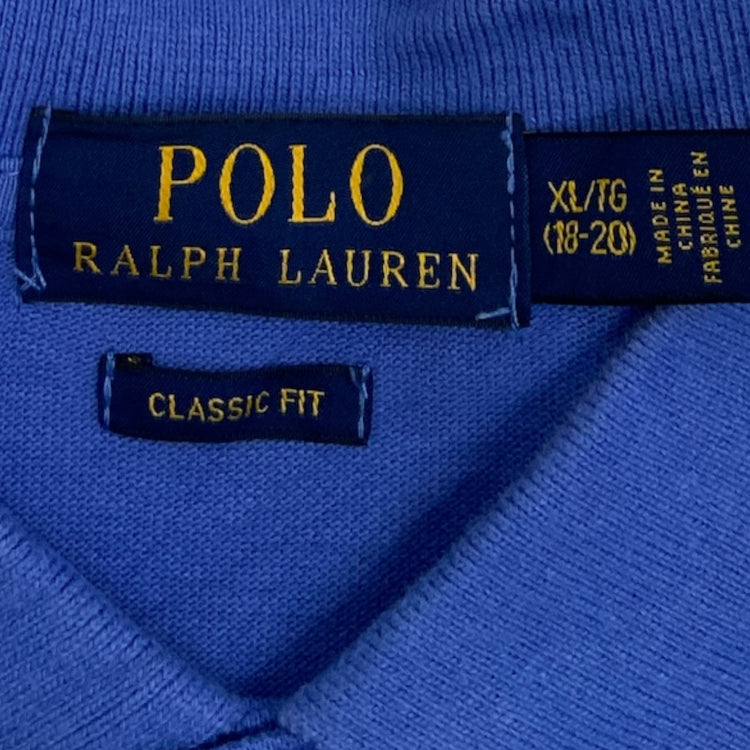 POLO
RALPH LAUREN
XL/TG
(18-20)
MADE IN
CHINA
FABRIQUÉ EN
CHINE
CLASSIC FIT